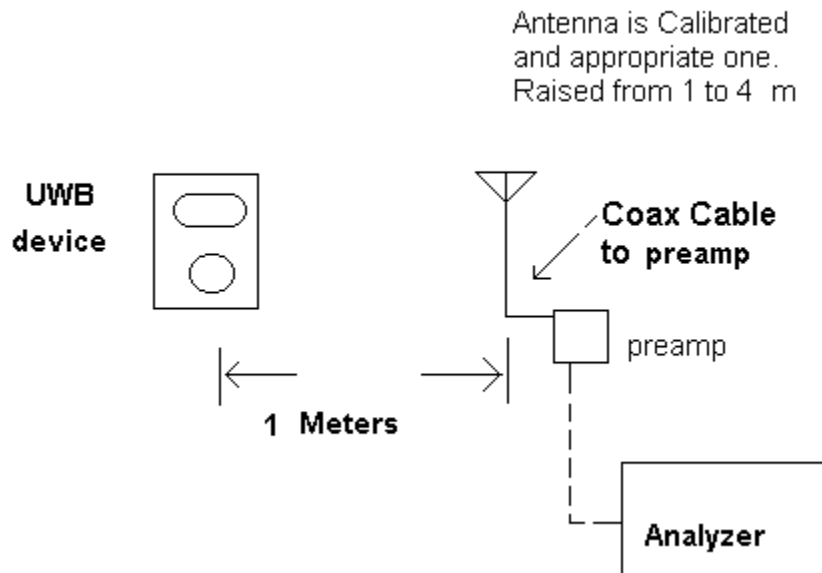 Antenna is Calibrated
and appropriate one.
Raised from 1 to 4 m
UWB
device
Coax Cable
to preamp
preamp
1 Meters
Analyzer